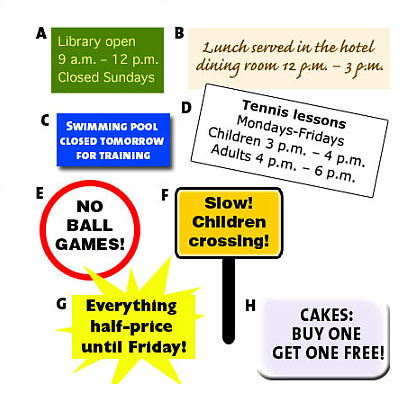 A
Library open
9 a.m. – 12 p.m.
Closed Sundays
B
Lunch served in the hotel
dining room 12 p.m. – 3 p.m.
C
SWIMMING POOL
CLOSED TOMORROW
FOR TRAINING
D
Tennis lessons
Mondays-Fridays
Children 3 p.m. – 4 p.m.
Adults 4 p.m. – 6 p.m.
E
NO
BALL
GAMES!
F
Slow!
Children
crossing!
G
Everything
half-price
until Friday!
H
CAKES:
BUY ONE
GET ONE FREE!